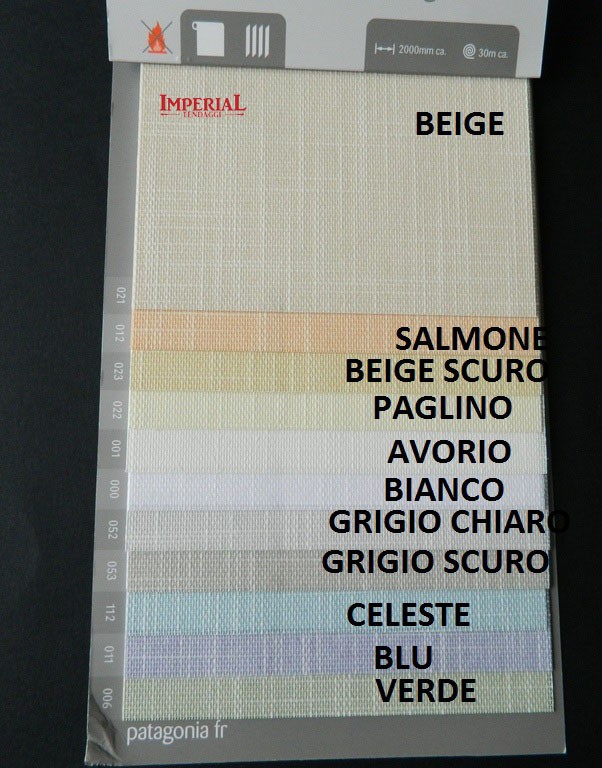 2000mm ca.
30m ca.
IMPERIAL
TENDAGGI
BEIGE
021
012
SALMONE
023
BEIGE SCURO
022
PAGLINO
001
AVORIO
000
BIANCO
052
GRIGIO CHIARO
053
GRIGIO SCURO
112
CELESTE
011
BLU
006
VERDE
patagonia fr